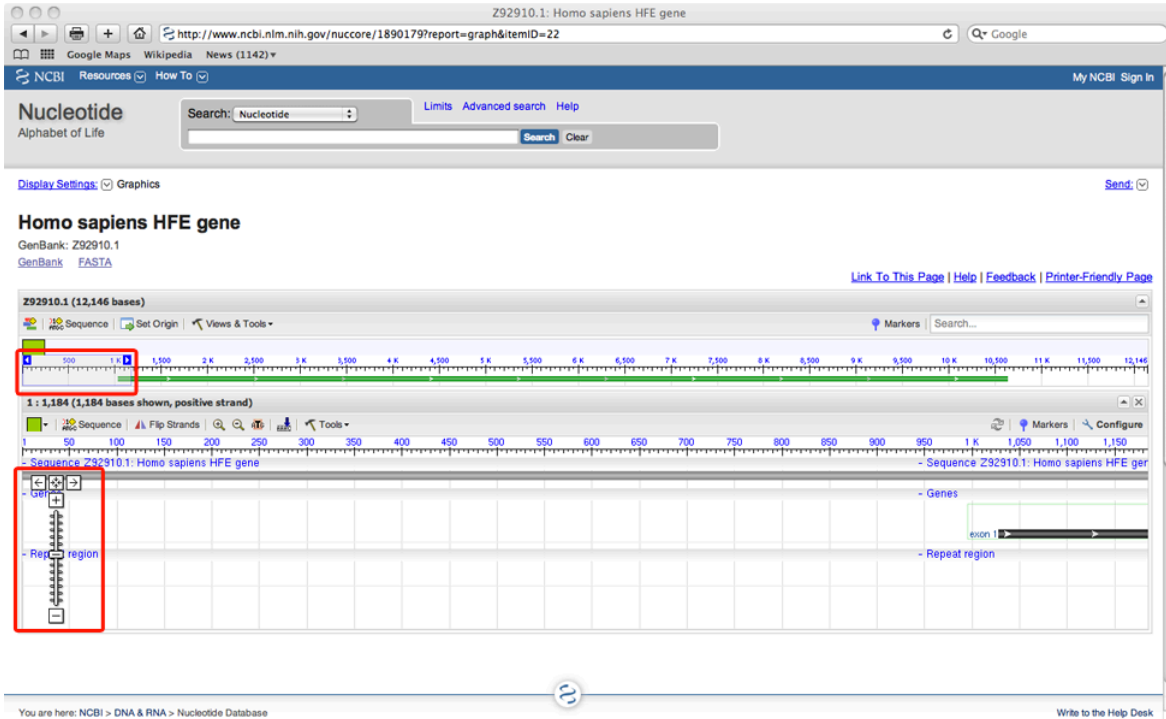 Z92910.1: Homo sapiens HFE gene
http://www.ncbi.nlm.nih.gov/nuccore/1890179?report=graph&itemID=22
Google
Google Maps Wikipedia News (1142)
NCBI Resources How To My NCBI Sign In
Nucleotide
Alphabet of Life
Search: Nucleotide
Limits Advanced search Help
Search Clear
Display Settings: Graphics Send:
Homo sapiens HFE gene
GenBank: Z92910.1
GenBank FASTA
Link To This Page | Help | Feedback | Printer-Friendly Page
Z92910.1 (12,146 bases)
Sequence Set Origin Views & Tools Markers Search...
500 1 K 1,500 2 K 2,500 3 K 3,500 4 K 4,500 5 K 5,500 6 K 6,500 7 K 7,500 8 K 8,500 9 K 9,500 10 K 10,500 11 K 11,500 12,146
1 : 1,184 (1,184 bases shown, positive strand)
Sequence Flip Strands Tools Markers Configure
1 50 100 150 200 250 300 350 400 450 500 550 600 650 700 750 800 850 900 950 1 K 1,050 1,100 1,150
- Sequence Z92910.1: Homo sapiens HFE gene - Sequence Z92910.1: Homo sapiens HFE ger
- Genes
exon 1
region - Repeat region
You are here: NCBI > DNA & RNA > Nucleotide Database Write to the Help Desk